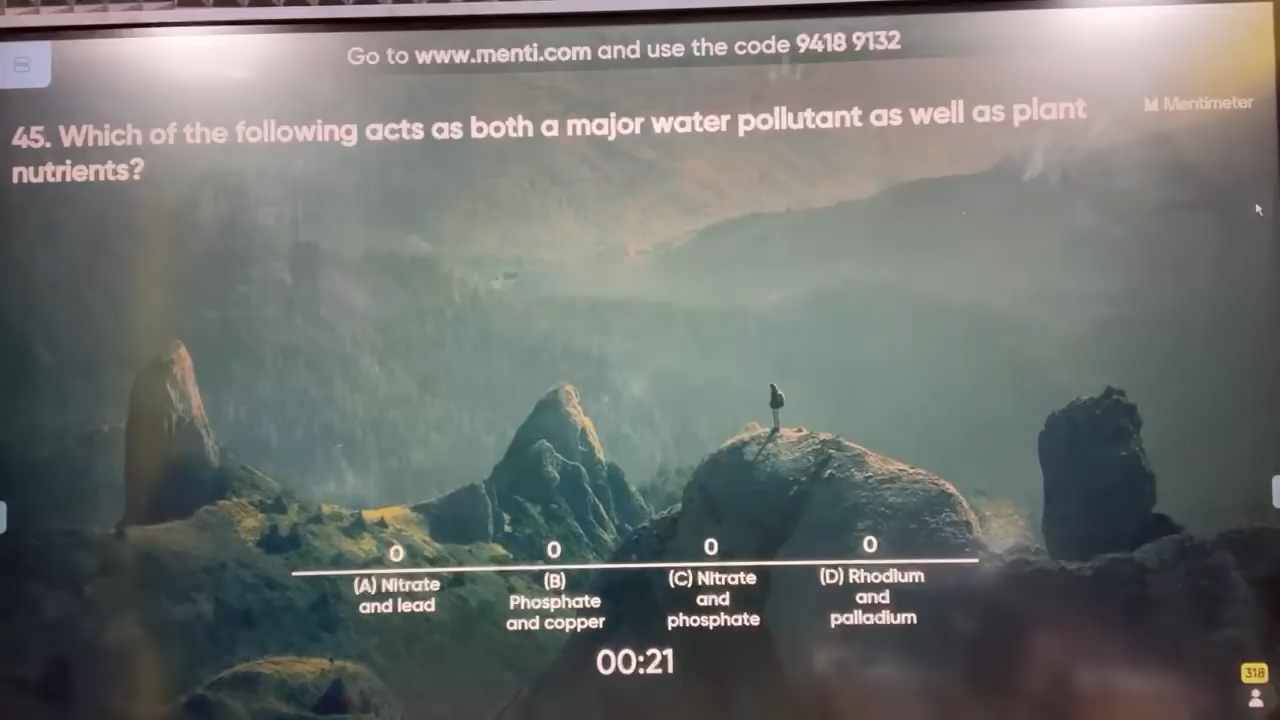 Go to www.menti.com and use the code 9418 9132
Mentimeter
45. Which of the following acts as both a major water pollutant as well as plant
nutrients?
0
0
0
0
(A) Nitrate
and lead
(B)
Phosphate
and copper
(C) Nitrate
and
phosphate
(D) Rhodium
and
palladium
00:21
318